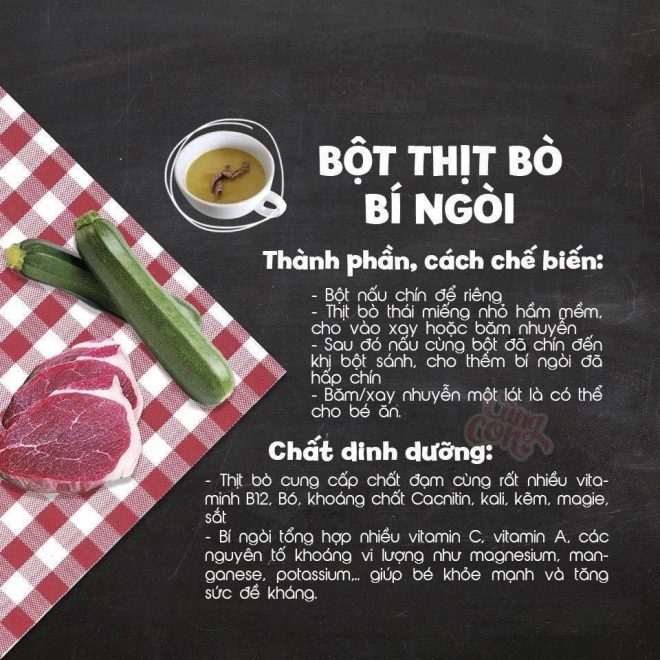 BỘT THỊT BÒ
BÍ NGÒI
Thành phần, cách chế biến:
- Bột nấu chín để riêng
- Thịt bò thái miếng nhỏ hầm mềm,
cho vào xay hoặc băm nhuyễn
- Sau đó nấu cùng bột đã chín đến
khi bột sánh, cho thêm bí ngòi đã
hấp chín
- Băm/xay nhuyễn một lát là có thể
cho bé ăn.
Cùng
Con
Chất dinh dưỡng:
- Thịt bò cung cấp chất đạm cùng rất nhiều vita-
minh B12, B6, khoáng chất Cacnitin, kali, kẽm, magie,
sắt
- Bí ngòi tổng hợp nhiều vitamin C, vitamin A, các
nguyên tố khoáng vi lượng như magnesium, man-
ganese, potassium,.. giúp bé khỏe mạnh và tăng
sức đề kháng.